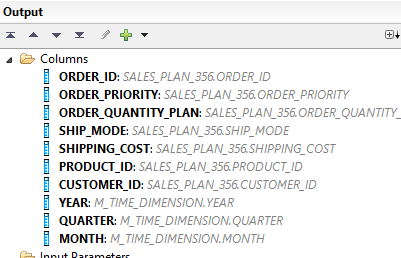 Output
Columns
ORDER_ID: SALES_PLAN_356.ORDER_ID
ORDER_PRIORITY: SALES_PLAN_356.ORDER_PRIORITY
ORDER_QUANTITY_PLAN: SALES_PLAN_356.ORDER_QUANTITY_
SHIP_MODE: SALES_PLAN_356.SHIP_MODE
SHIPPING_COST: SALES_PLAN_356.SHIPPING_COST
PRODUCT_ID: SALES_PLAN_356.PRODUCT_ID
CUSTOMER_ID: SALES_PLAN_356.CUSTOMER_ID
YEAR: M_TIME_DIMENSION.YEAR
QUARTER: M_TIME_DIMENSION.QUARTER
MONTH: M_TIME_DIMENSION.MONTH
Input Parameters